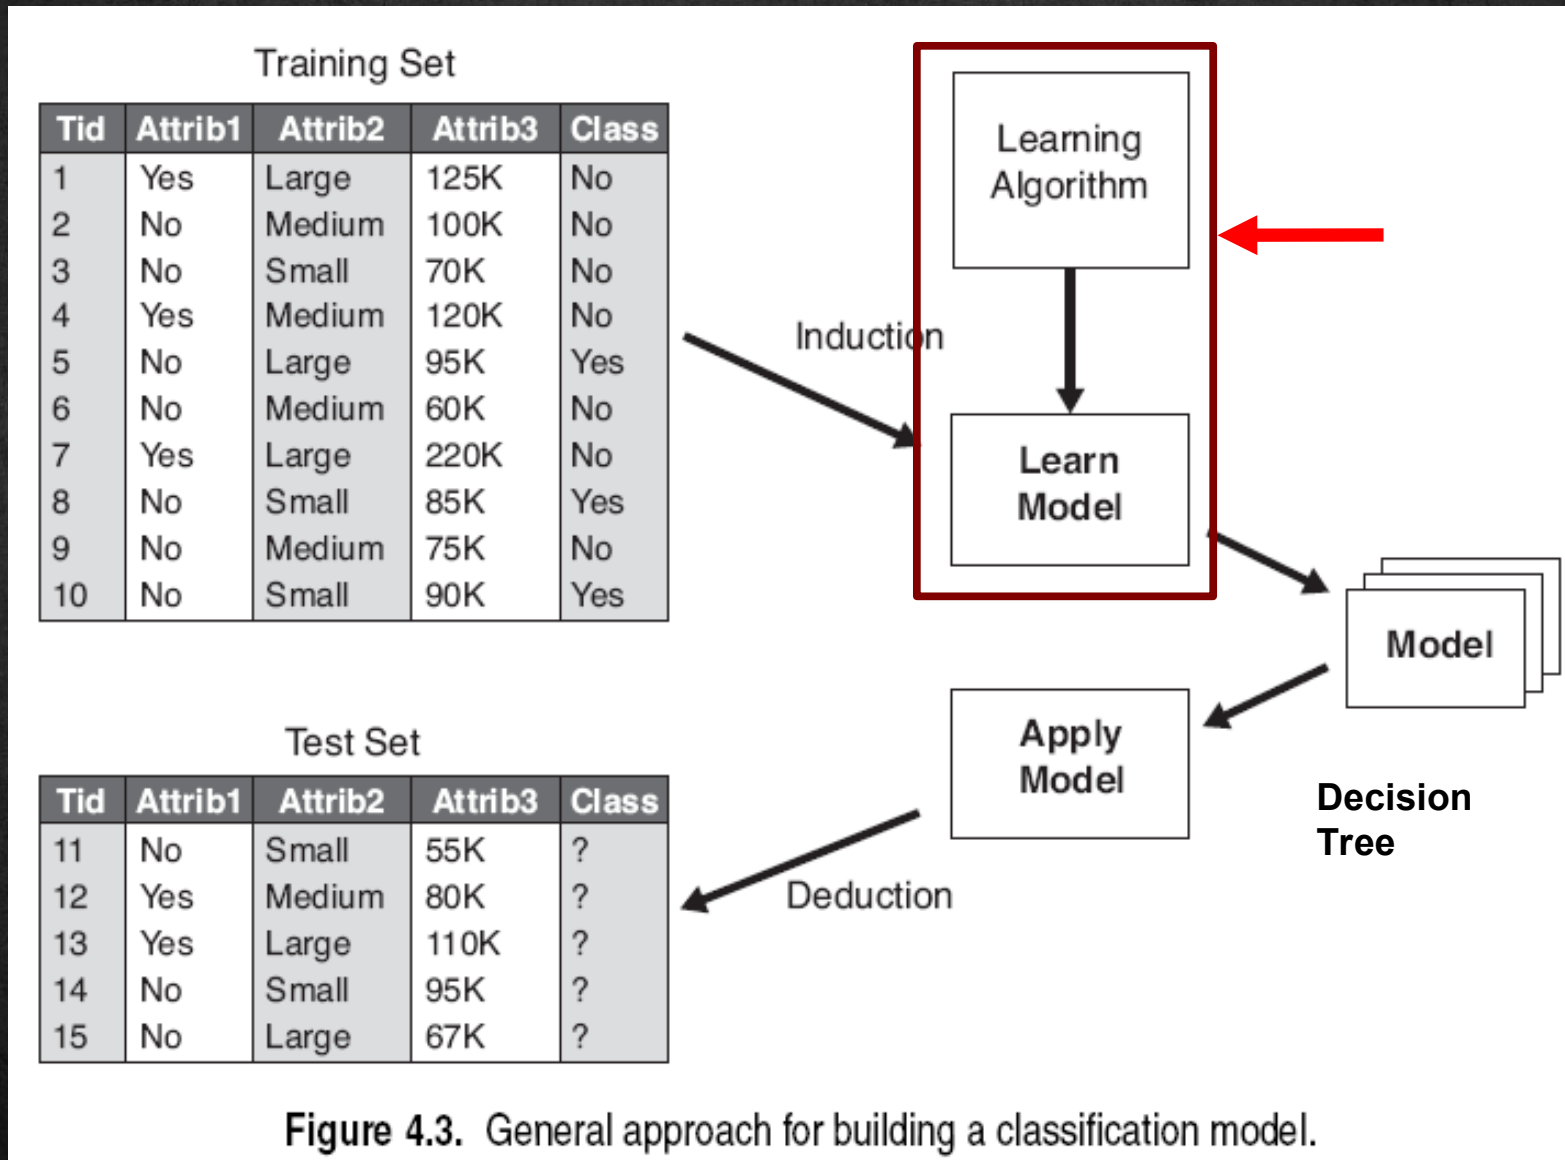 Training Set
Tid Attrib1 Attrib2 Attrib3 Class
1 Yes Large 125K No
2 No Medium 100K No
3 No Small 70K No
4 Yes Medium 120K No
5 No Large 95K Yes
6 No Medium 60K No
7 Yes Large 220K No
8 No Small 85K Yes
9 No Medium 75K No
10 No Small 90K Yes
Learning
Algorithm
Induction
Learn
Model
Model
Apply
Model
Decision
Tree
Deduction
Test Set
Tid Attrib1 Attrib2 Attrib3 Class
11 No Small 55K ?
12 Yes Medium 80K ?
13 Yes Large 110K ?
14 No Small 95K ?
15 No Large 67K ?
Figure 4.3. General approach for building a classification model.